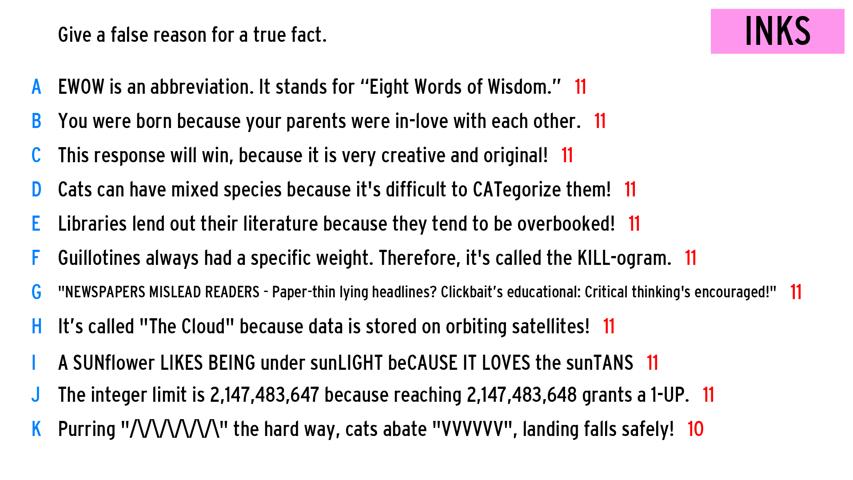 Give a false reason for a true fact.
INKS
A EWOW is an abbreviation. It stands for “Eight Words of Wisdom.” 11
B You were born because your parents were in-love with each other. 11
C This response will win, because it is very creative and original! 11
D Cats can have mixed species because it's difficult to CATegorize them! 11
E Libraries lend out their literature because they tend to be overbooked! 11
F Guillotines always had a specific weight. Therefore, it's called the KILL-ogram. 11
G "NEWSPAPERS MISLEAD READERS - Paper-thin lying headlines? Clickbait’s educational: Critical thinking's encouraged!" 11
H It’s called "The Cloud" because data is stored on orbiting satellites! 11
I A SUNflower LIKES BEING under sunLIGHT beCAUSE IT LOVES the sunTANS 11
J The integer limit is 2,147,483,647 because reaching 2,147,483,648 grants a 1-UP. 11
K Purring "/\/\/\/\/\/\/\" the hard way, cats abate "VVVVVV", landing falls safely! 10